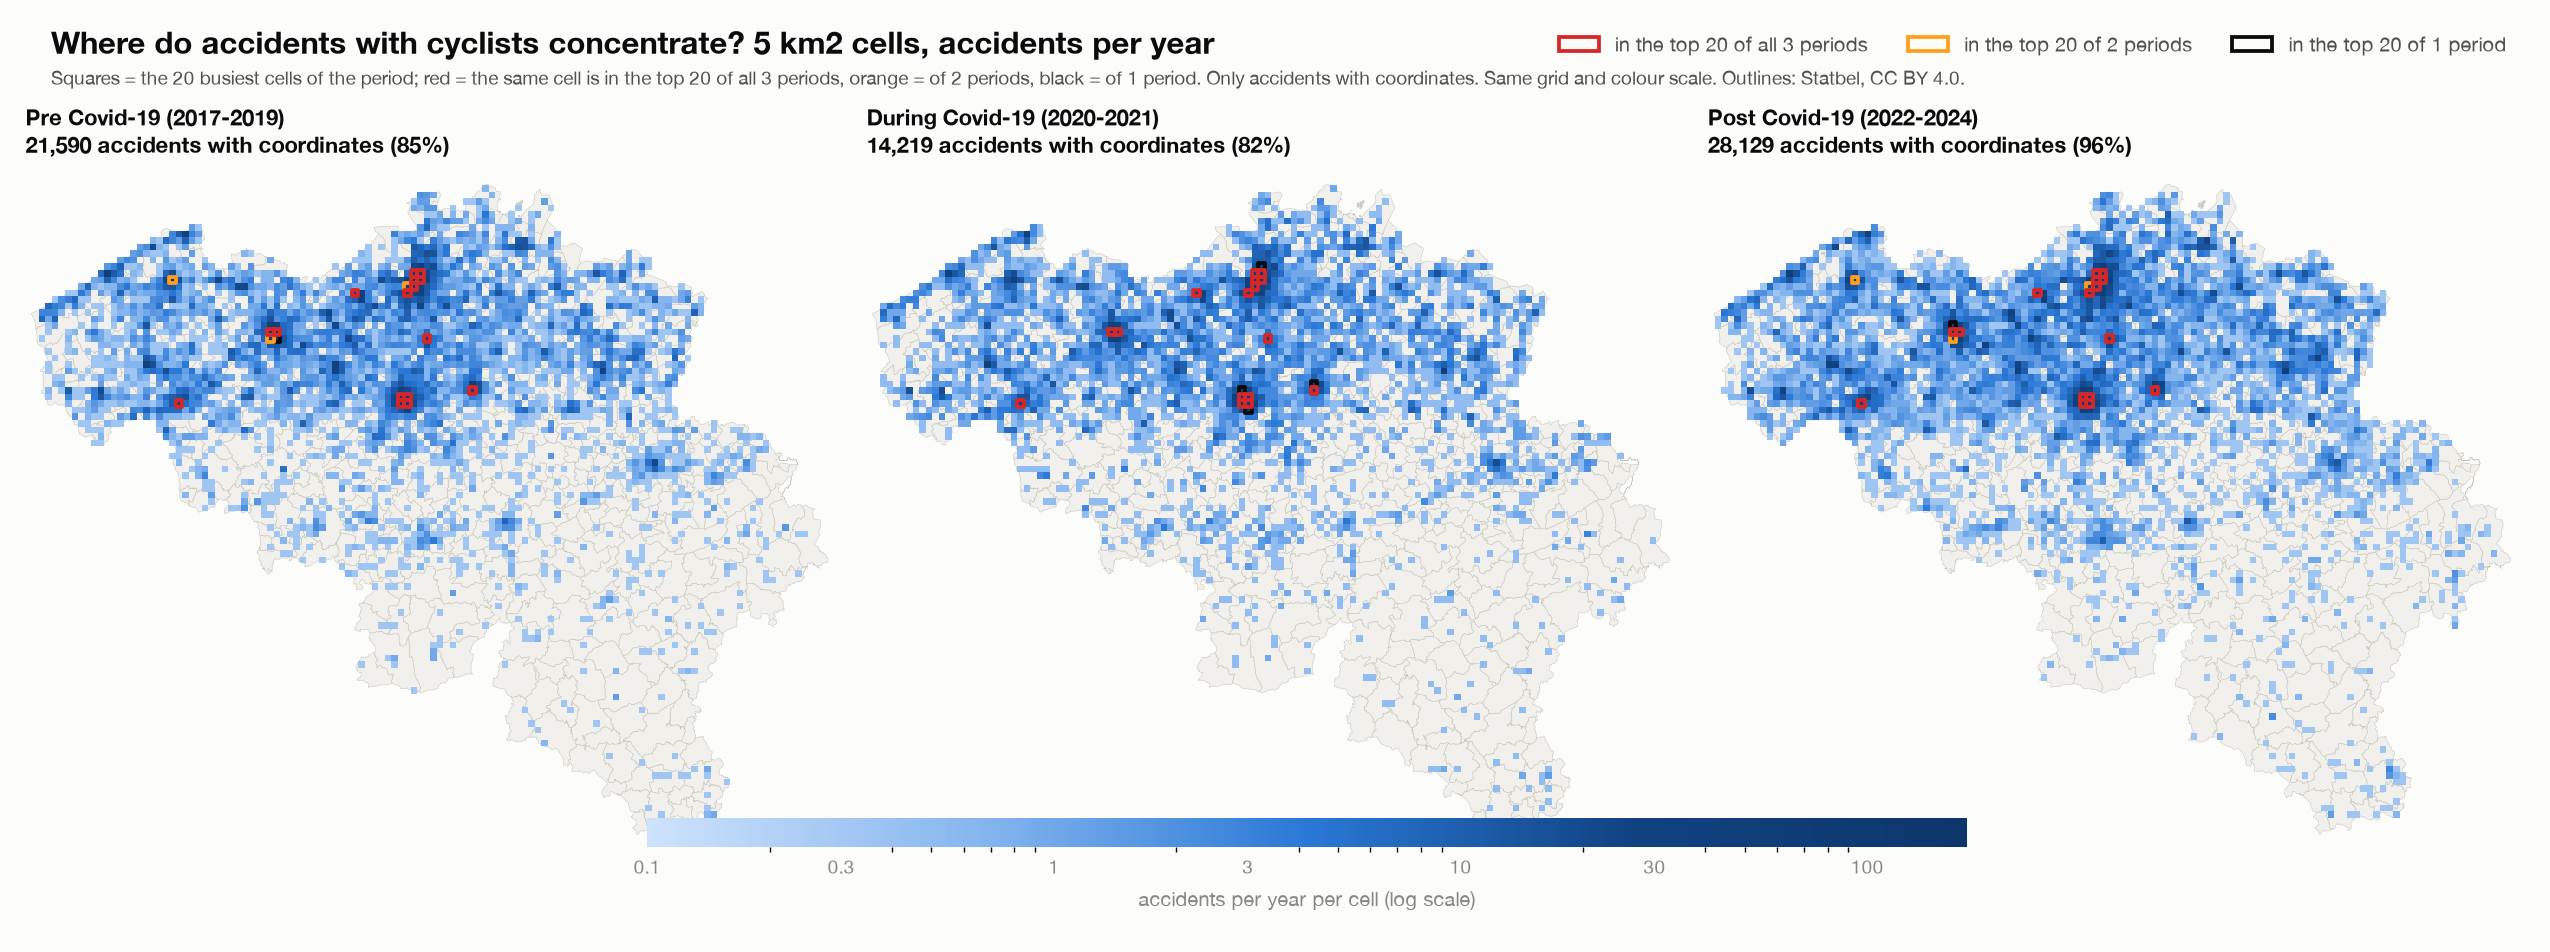 Where do accidents with cyclists concentrate? 5 km2 cells, accidents per year
in the top 20 of all 3 periods
in the top 20 of 2 periods
in the top 20 of 1 period
Squares = the 20 busiest cells of the period; red = the same cell is in the top 20 of all 3 periods, orange = of 2 periods, black = of 1 period. Only accidents with coordinates. Same grid and colour scale. Outlines: Statbel, CC BY 4.0.
Pre Covid-19 (2017-2019)
21,590 accidents with coordinates (85%)
During Covid-19 (2020-2021)
14,219 accidents with coordinates (82%)
Post Covid-19 (2022-2024)
28,129 accidents with coordinates (96%)
0.1 0.3 1 3 10 30 100
accidents per year per cell (log scale)